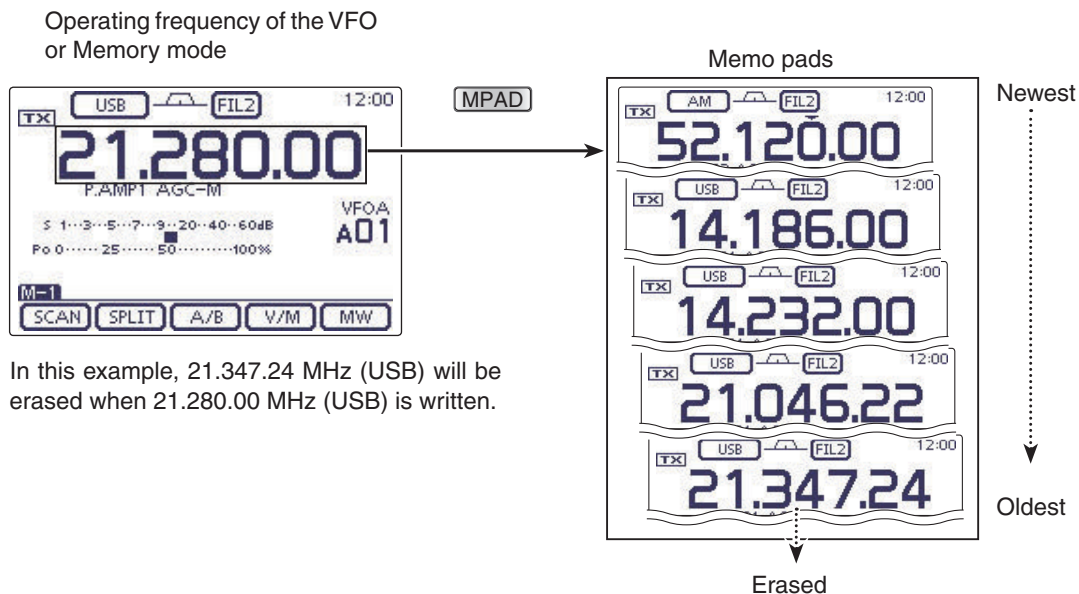 Operating frequency of the VFO
or Memory mode
USB FIL2 12:00
TX
21.280.00
P.AMP1 AGC-M
VFOA
A01
S 1···3···5···7···9···20···40···60dB
Po 0······25······50·········100%
M-1
SCAN SPLIT A/B V/M MW
In this example, 21.347.24 MHz (USB) will be
erased when 21.280.00 MHz (USB) is written.
MPAD
Memo pads
Newest
AM FIL2 12:00
TX
52.120.00
USB FIL2 12:00
TX
14.186.00
USB FIL2 12:00
TX
14.232.00
USB FIL2 12:00
TX
21.046.22
USB FIL2 12:00
TX
21.347.24
Oldest
Erased